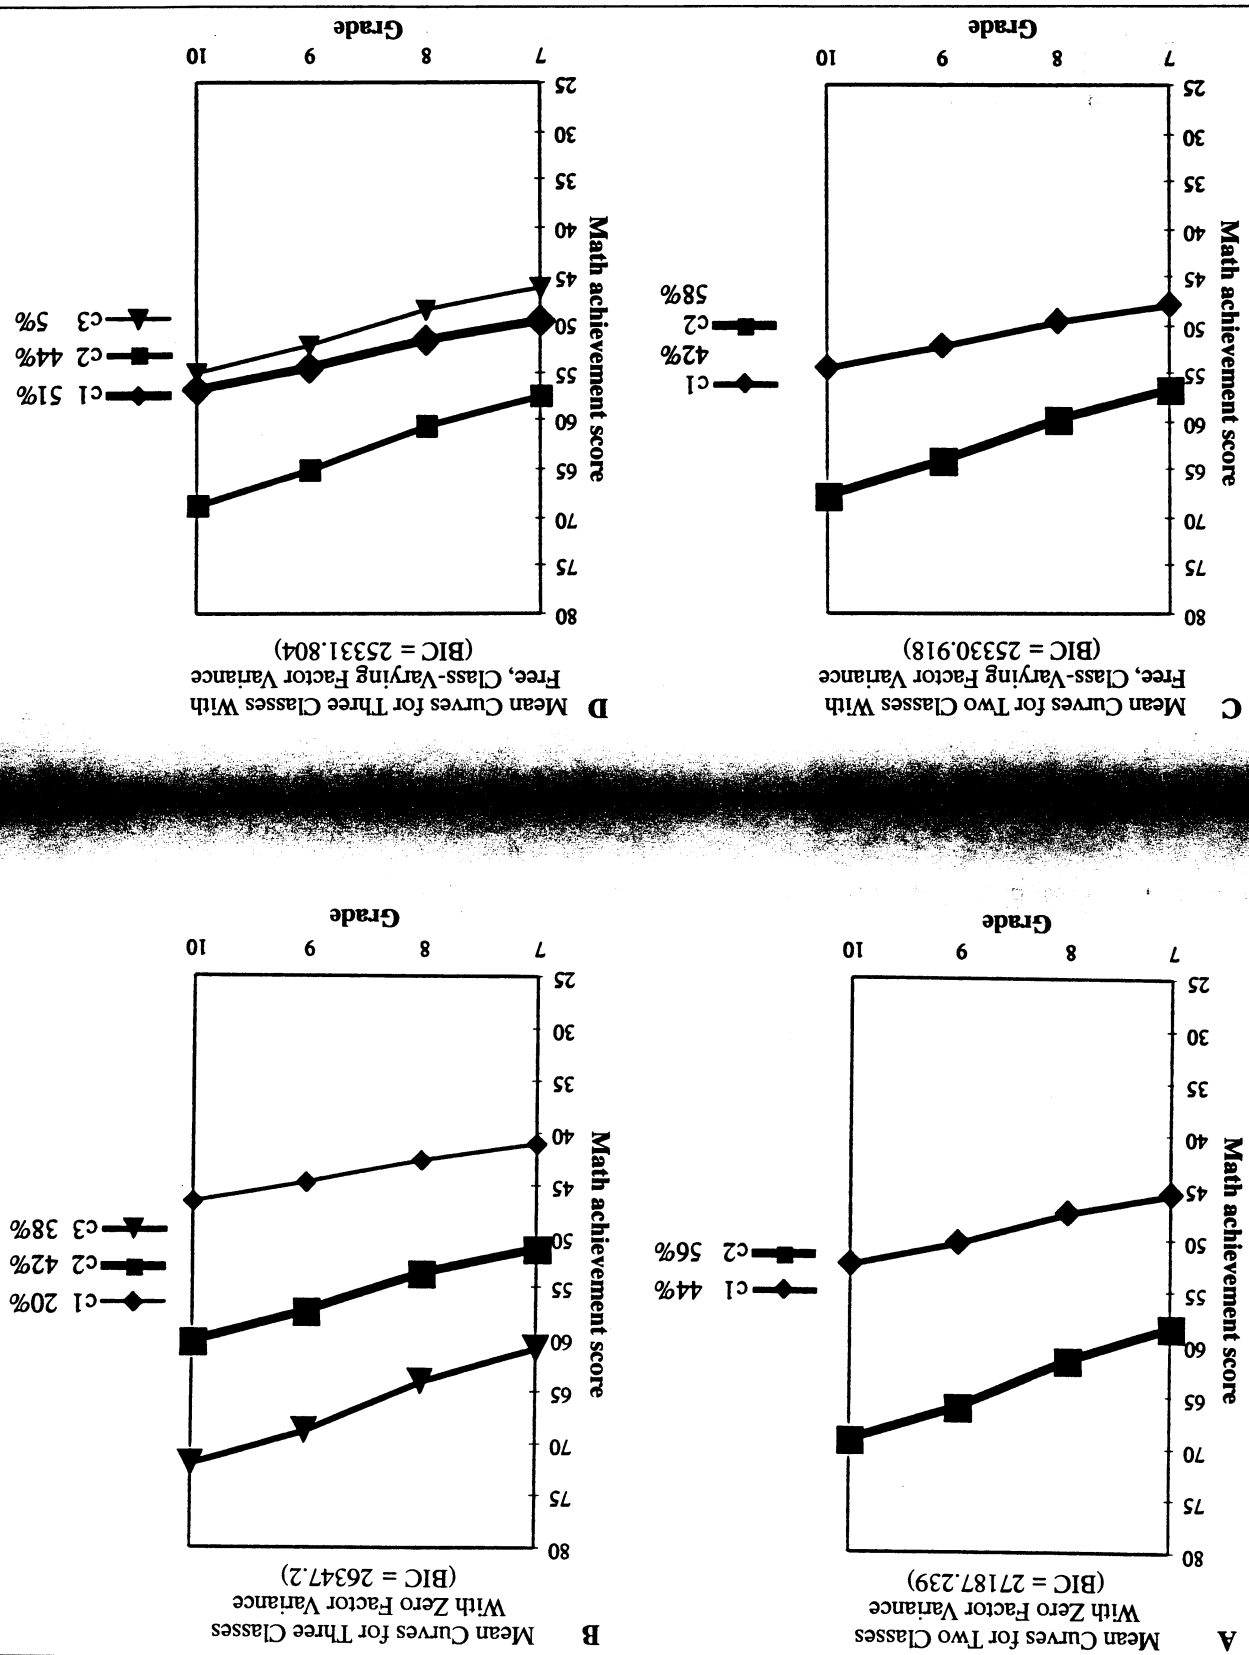 A
Mean Curves for Two Classes
With Zero Factor Variance
(BIC = 27187.239)
80
75
70
65
60
55
50
45
40
35
30
25
Math achievement score
c1 44%
c2 56%
7 8 9 10
Grade
B
Mean Curves for Three Classes
With Zero Factor Variance
(BIC = 26347.2)
80
75
70
65
60
55
50
45
40
35
30
25
Math achievement score
c1 20%
c2 42%
c3 38%
7 8 9 10
Grade
C
Mean Curves for Two Classes With
Free, Class-Varying Factor Variance
(BIC = 25330.918)
80
75
70
65
60
55
50
45
40
35
30
25
Math achievement score
c1
42%
c2
58%
7 8 9 10
Grade
D
Mean Curves for Three Classes With
Free, Class-Varying Factor Variance
(BIC = 25331.804)
80
75
70
65
60
55
50
45
40
35
30
25
Math achievement score
c1 51%
c2 44%
c3 5%
7 8 9 10
Grade